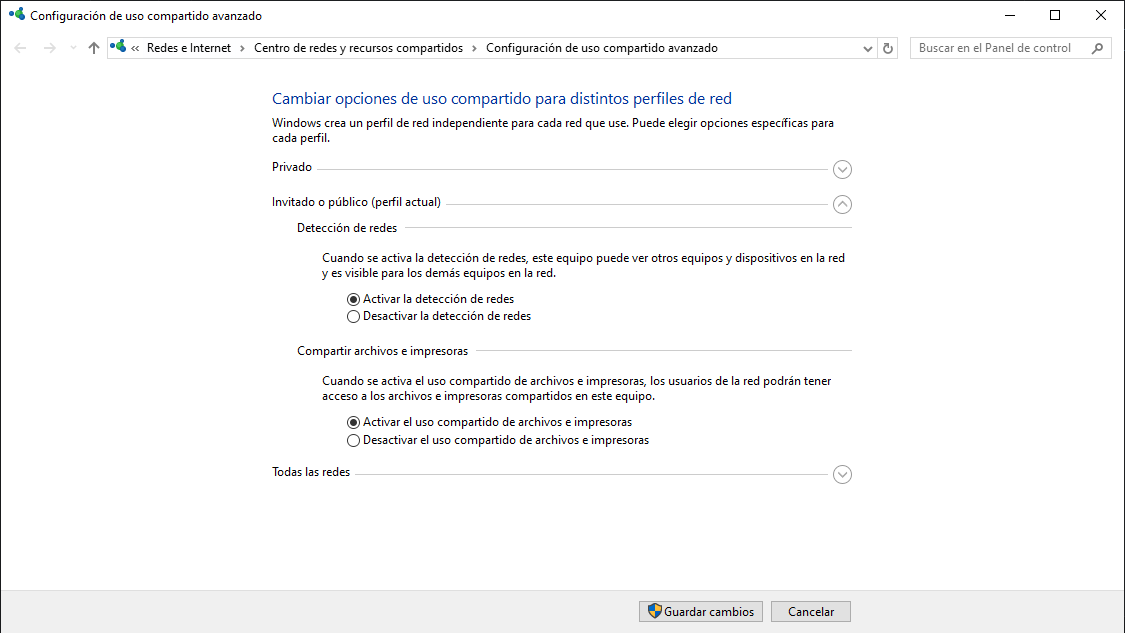 Configuración de uso compartido avanzado
« Redes e Internet > Centro de redes y recursos compartidos > Configuración de uso compartido avanzado
Buscar en el Panel de control
Cambiar opciones de uso compartido para distintos perfiles de red
Windows crea un perfil de red independiente para cada red que use. Puede elegir opciones específicas para
cada perfil.
Privado
Invitado o público (perfil actual)
Detección de redes
Cuando se activa la detección de redes, este equipo puede ver otros equipos y dispositivos en la red
y es visible para los demás equipos en la red.
Activar la detección de redes
Desactivar la detección de redes
Compartir archivos e impresoras
Cuando se activa el uso compartido de archivos e impresoras, los usuarios de la red podrán tener
acceso a los archivos e impresoras compartidos en este equipo.
Activar el uso compartido de archivos e impresoras
Desactivar el uso compartido de archivos e impresoras
Todas las redes
Guardar cambios
Cancelar